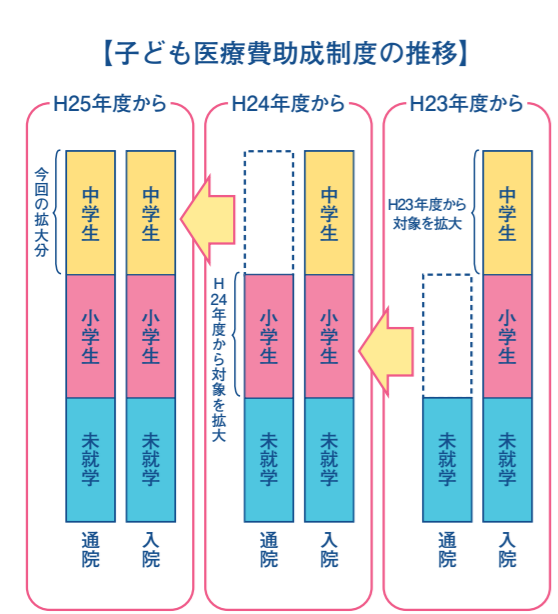 【子ども医療費助成制度の推移】
H23年度から
H23年度から
対象を拡大
中学生
小学生
未就学
入院
未就学
通院
H24年度から
中学生
小学生
未就学
入院
小学生
未就学
通院
H24年度から対象を拡大
H25年度から
中学生
小学生
未就学
入院
中学生
小学生
未就学
通院
今回の拡大分